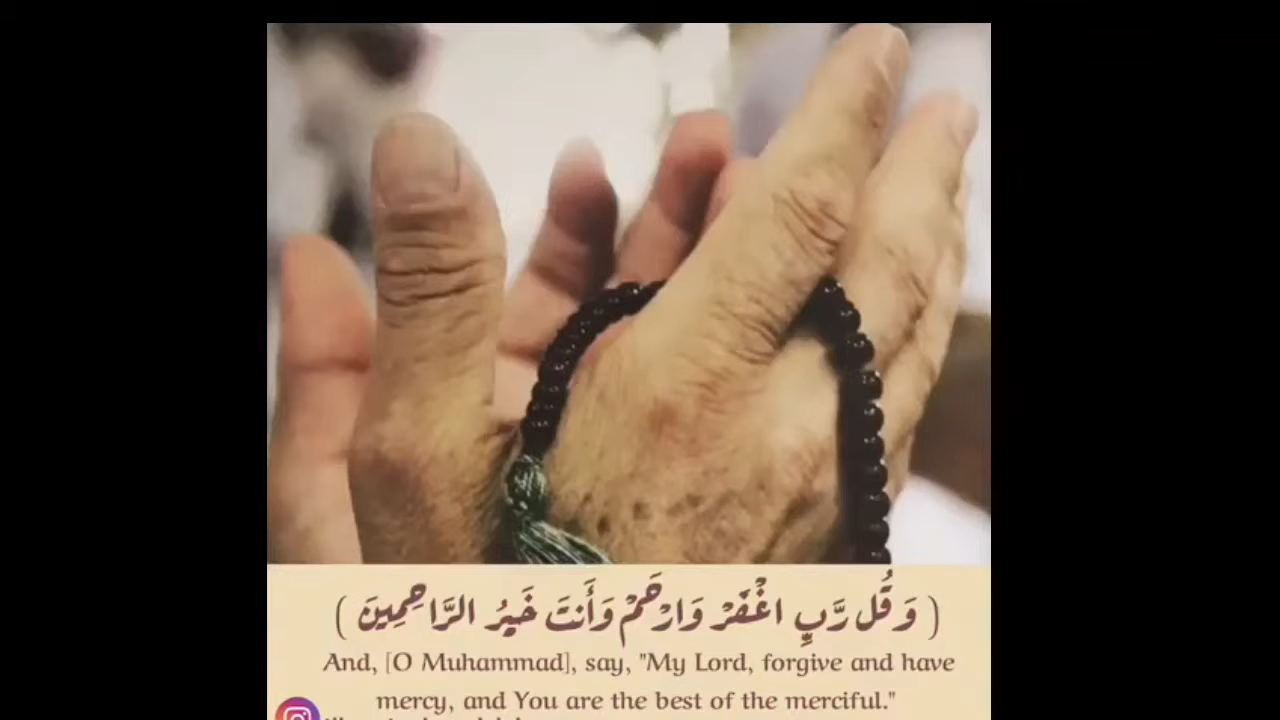 ( وَقُل رَّبِّ اغْفِرْ وَارْحَمْ وَأَنتَ خَيْرُ الرَّاحِمِينَ )
And, [O Muhammad], say, "My Lord, forgive and have
mercy, and You are the best of the merciful."